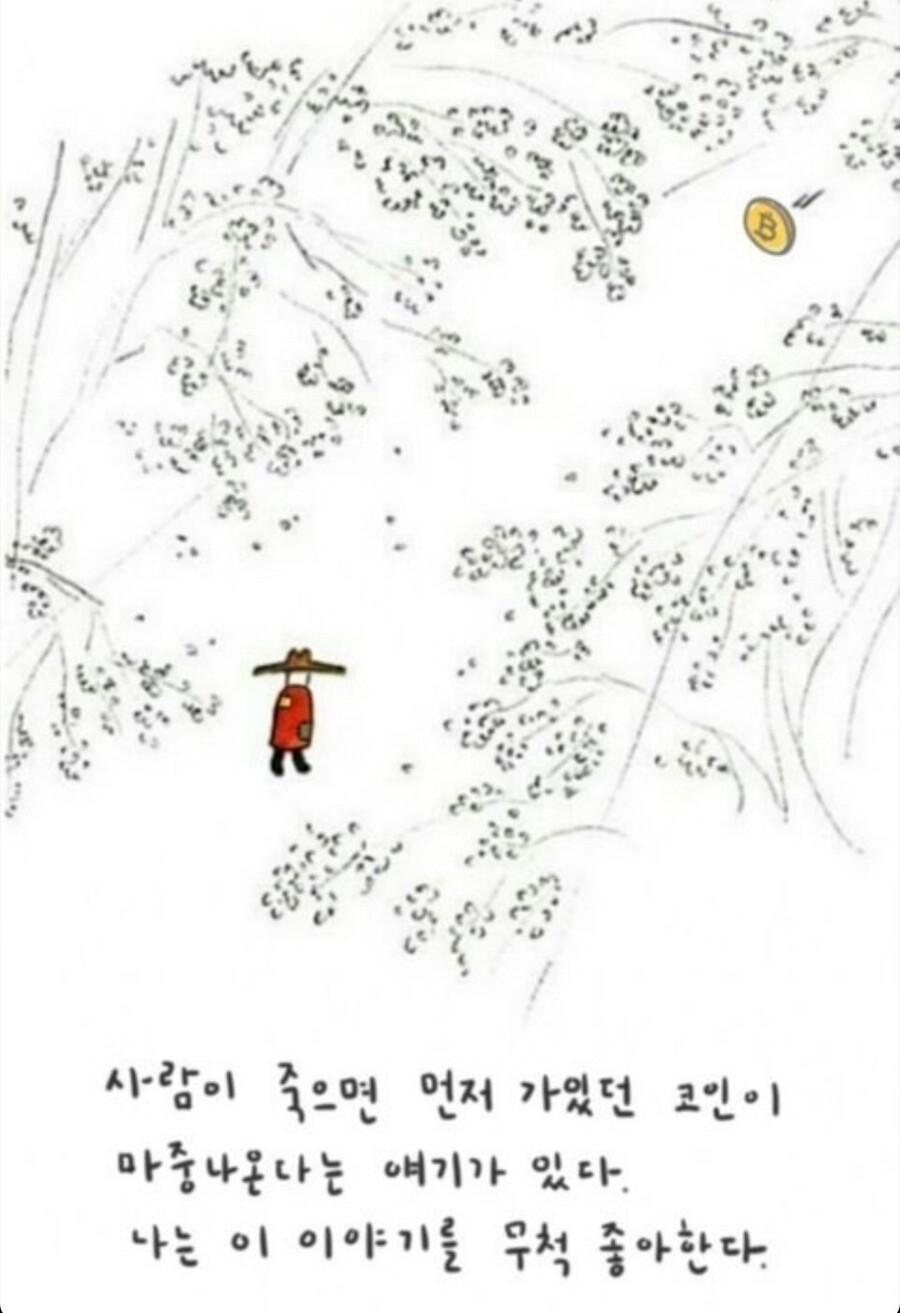 사람이 죽으면 먼저 가있던 코인이
마중나온다는 얘기가 있다.
나는 이 이야기를 무척 좋아한다.